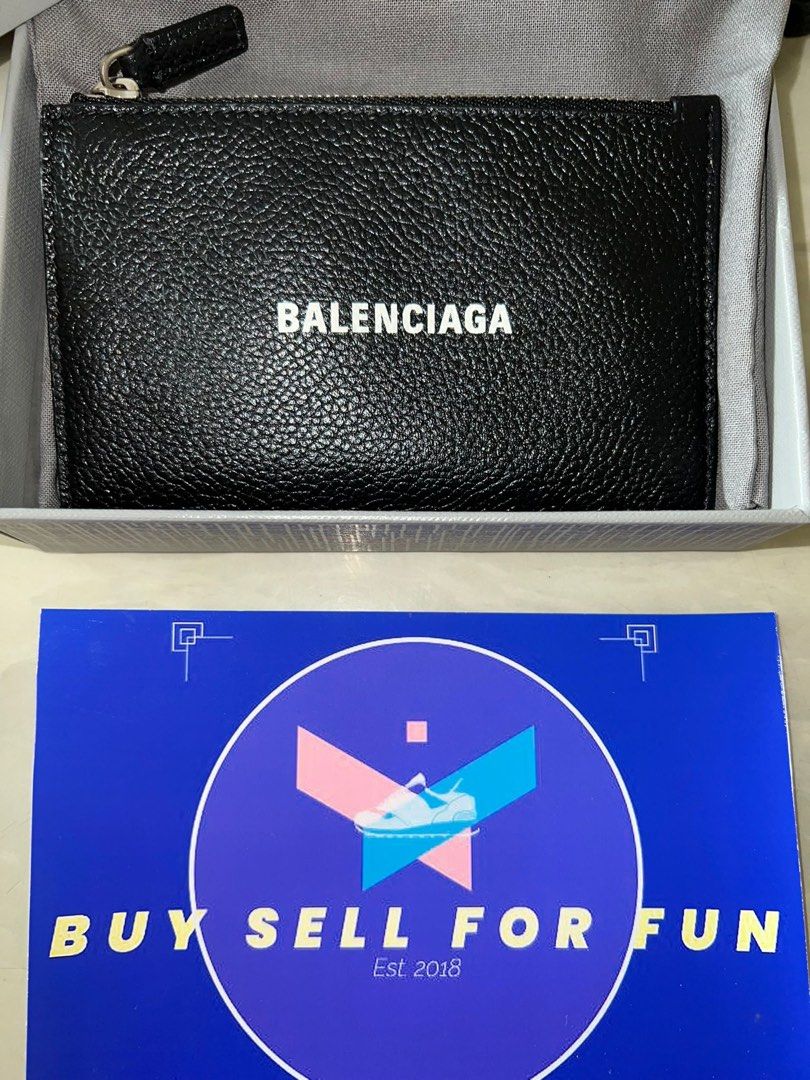 BALENCIAGA
BUY SELL FOR FUN
Est. 2018